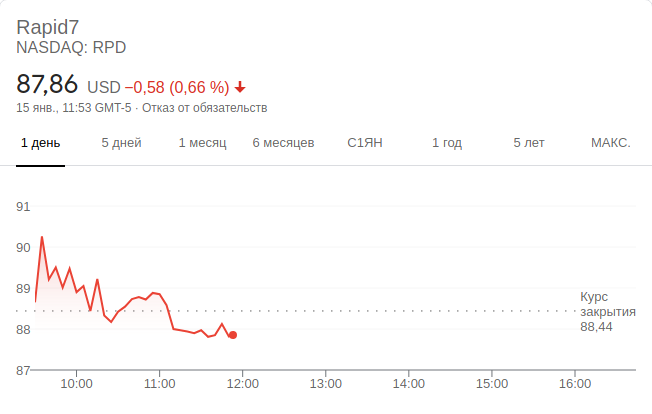 Rapid7
NASDAQ: RPD
87,86 USD −0,58 (0,66 %)
15 янв., 11:53 GMT-5 · Отказ от обязательств
1 день 5 дней 1 месяц 6 месяцев С1ЯН 1 год 5 лет МАКС.
91
90
89
88
87
Курс
закрытия
88,44
10:00 11:00 12:00 13:00 14:00 15:00 16:00